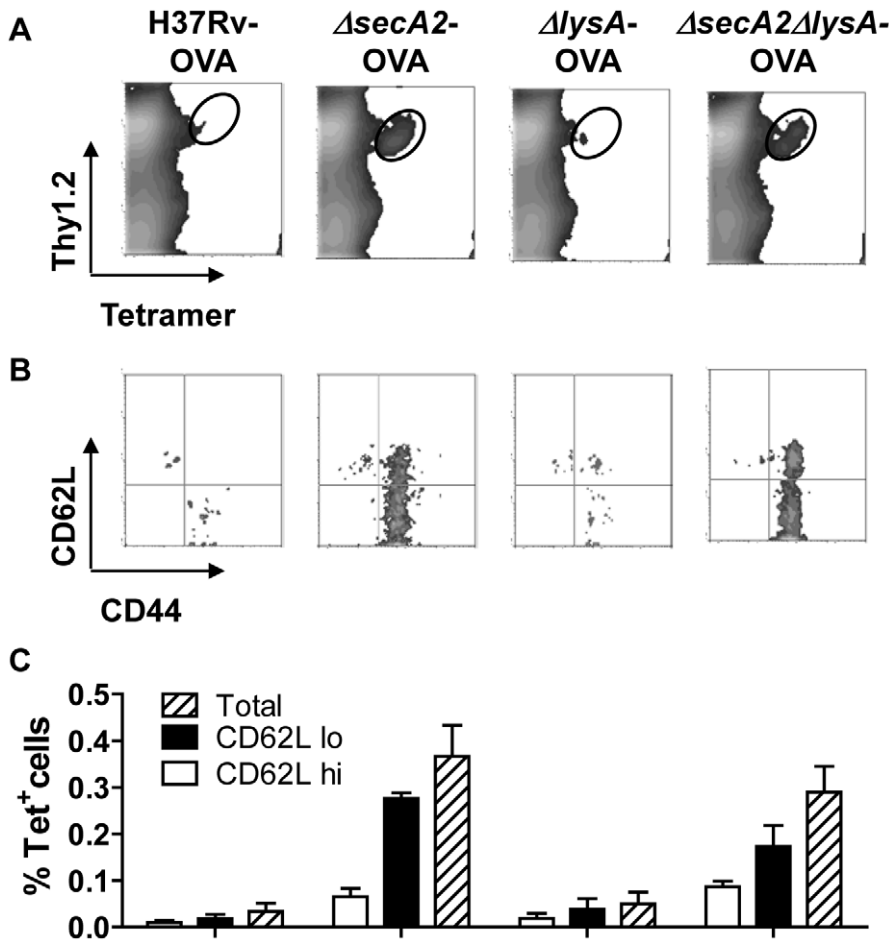 A
H37Rv-
OVA
ΔsecA2-
OVA
ΔlysA-
OVA
ΔsecA2ΔlysA-
OVA
Thy1.2
Tetramer
B
CD62L
CD44
C
% Tet+ cells
0.5
0.4
0.3
0.2
0.1
0.0
Total
CD62L lo
CD62L hi